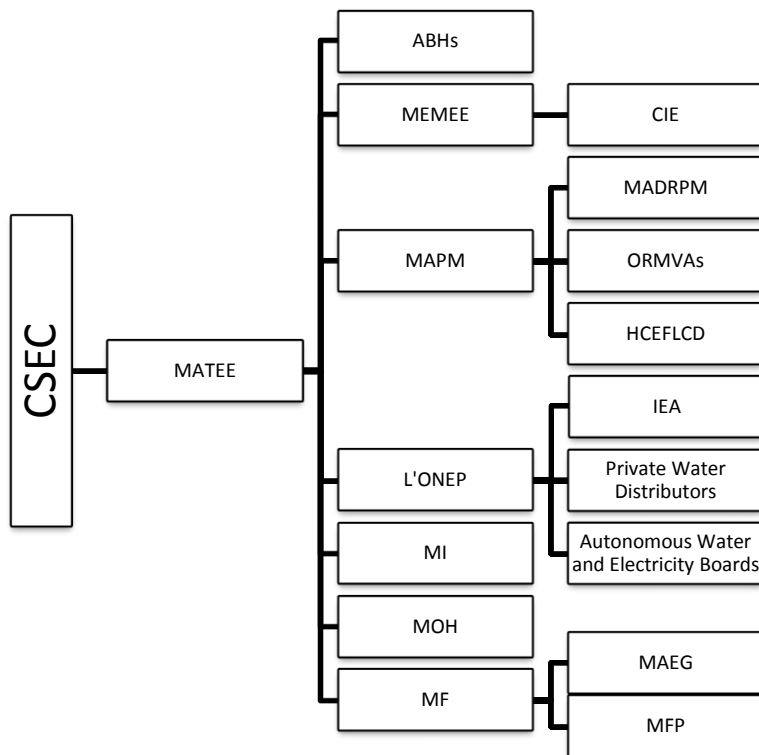 CSEC
MATEE
ABHs
MEMEE
CIE
MAPM
MADRPM
ORMVAs
HCEFLCD
L'ONEP
IEA
Private Water
Distributors
Autonomous Water
and Electricity Boards
MI
MOH
MF
MAEG
MFP